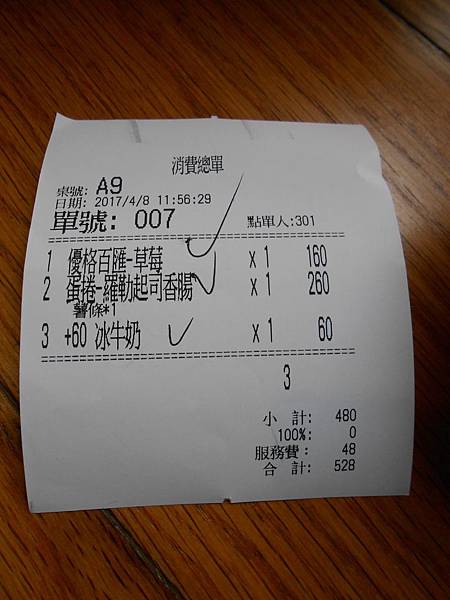 消費總單
桌號: A9
日期: 2017/4/8 11:56:29
單號: 007 點單人:301
1 優格百匯-草莓 x 1 160
2 蛋捲-羅勒起司香腸 x 1 260
薯條*1
3 +60 冰牛奶 x 1 60
3
小 計: 480
100%: 0
服務費: 48
合 計: 528